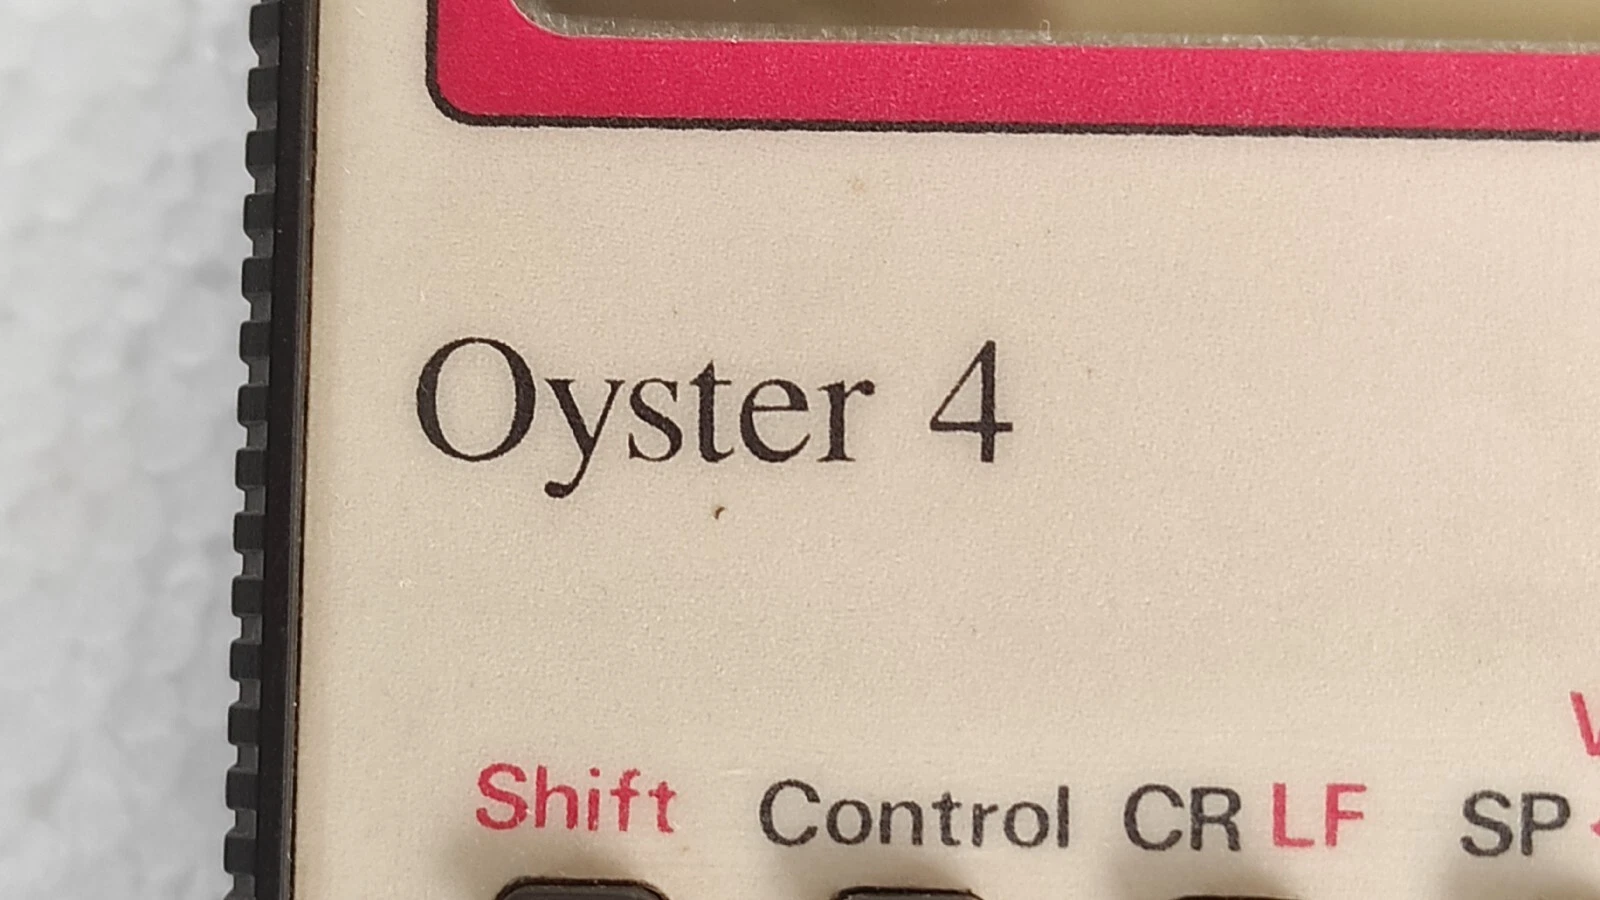 Oyster 4
Shift Control CR LF SP